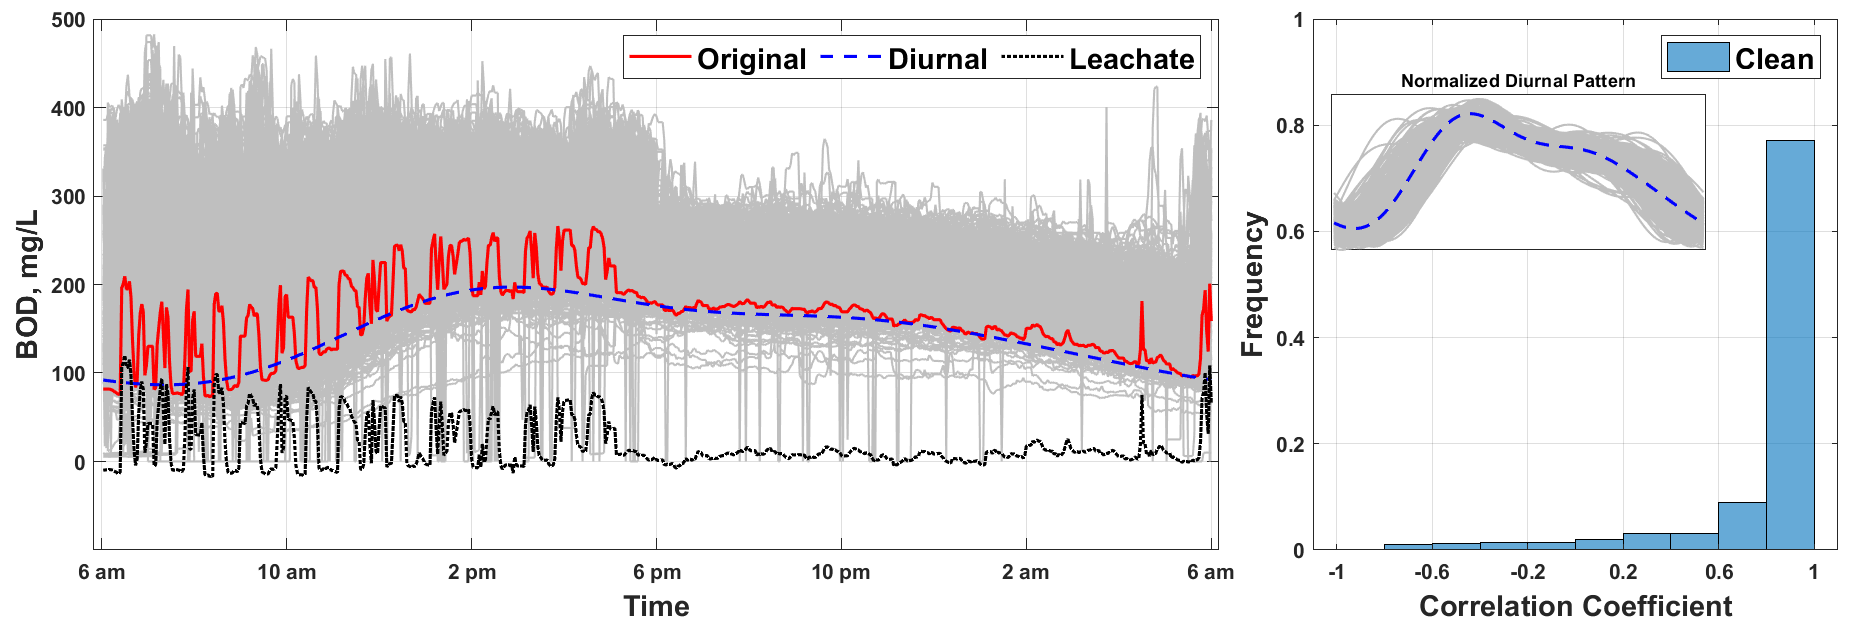 500
400
300
200
100
0
BOD, mg/L
Original
Diurnal
Leachate
6 am
10 am
2 pm
6 pm
10 pm
2 am
6 am
Time
1
0.8
0.6
0.4
0.2
0
Frequency
Clean
Normalized Diurnal Pattern
-1
-0.6
-0.2
0.2
0.6
1
Correlation Coefficient